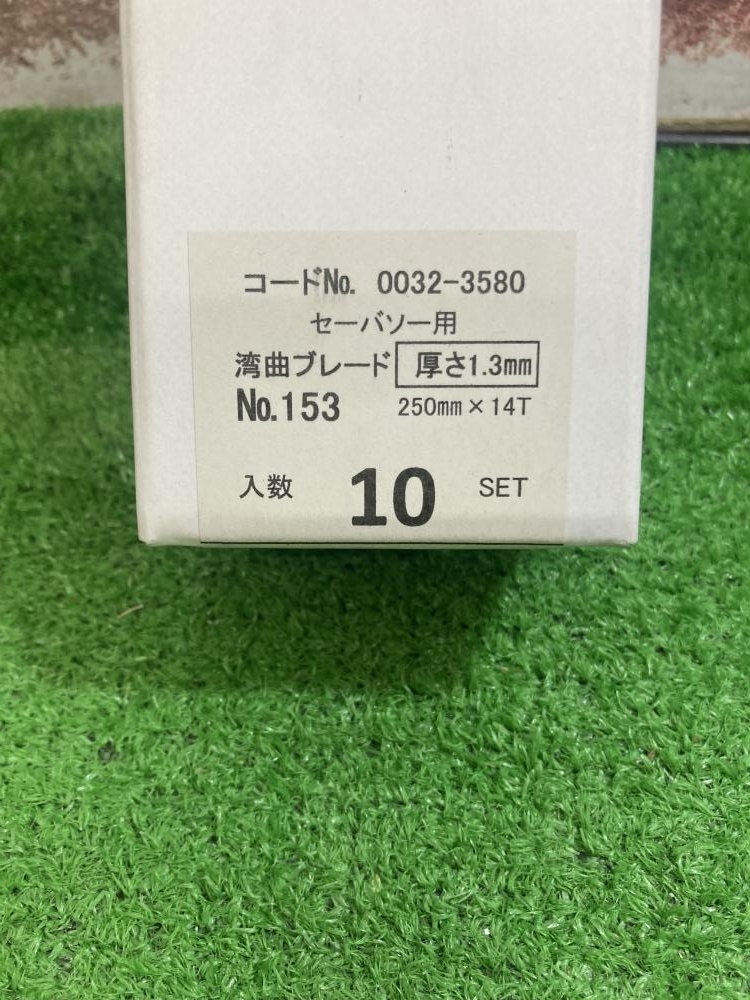 コードNo. 0032-3580
セーバソー用
湾曲ブレード 厚さ1.3mm
No.153 250mm×14T
入数 10 SET